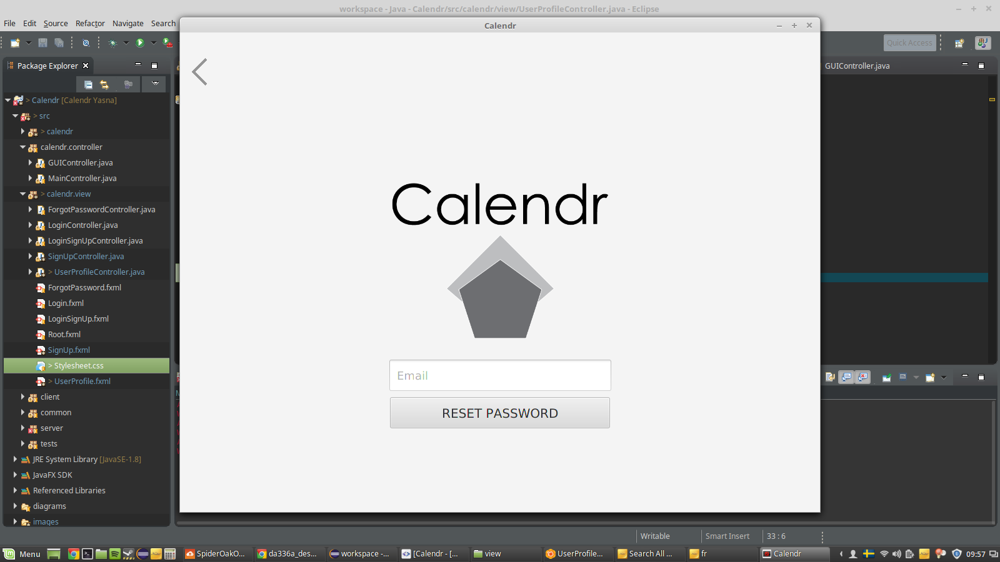 workspace - Java - Calendr/src/calendr/view/UserProfileController.java - Eclipse
File Edit Source Refactor Navigate Search
Calendr
Quick Access
Package Explorer
GUIController.java
> Calendr [Calendr Yasna]
> src
> calendr
calendr.controller
GUIController.java
MainController.java
> calendr.view
ForgotPasswordController.java
LoginController.java
LoginSignUpController.java
SignUpController.java
> UserProfileController.java
ForgotPassword.fxml
Login.fxml
LoginSignUp.fxml
Root.fxml
SignUp.fxml
> Stylesheet.css
> UserProfile.fxml
client
common
server
tests
JRE System Library [JavaSE-1.8]
JavaFX SDK
Referenced Libraries
diagrams
images
Calendr
Email
RESET PASSWORD
Writable Smart Insert 33 : 6
Menu SpiderOakO... da336a_des... workspace -... [Calendr - [... view UserProfile... Search All ... fr Calendr 09:57